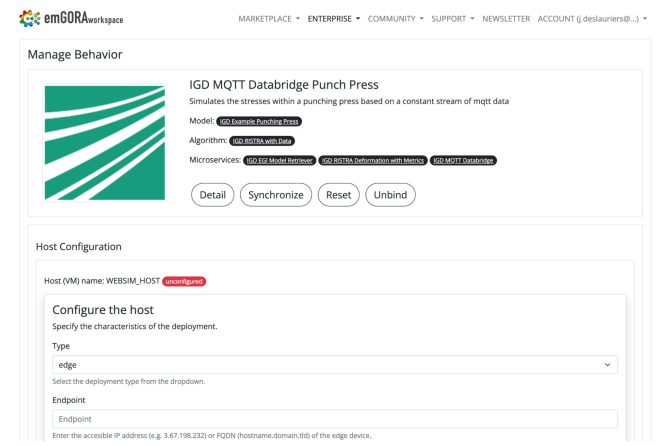 emGORAworkspace
MARKETPLACE ENTERPRISE COMMUNITY SUPPORT NEWSLETTER ACCOUNT (j.deslauriers@...)
Manage Behavior
IGD MQTT Databridge Punch Press
Simulates the stresses within a punching press based on a constant stream of mqtt data
Model: IGD Example Punching Press
Algorithm: IGD RISTRA with Data
Microservices: IGD EGI Model Retriever IGD RISTRA Deformation with Metrics IGD MQTT Databridge
Detail Synchronize Reset Unbind
Host Configuration
Host (VM) name: WEBSIM_HOST unconfigured
Configure the host
Specify the characteristics of the deployment.
Type
edge
Select the deployment type from the dropdown.
Endpoint
Endpoint
Enter the accesible IP address (e.g. 3.67.198.232) or FQDN (hostname.domain.tld) of the edge device.